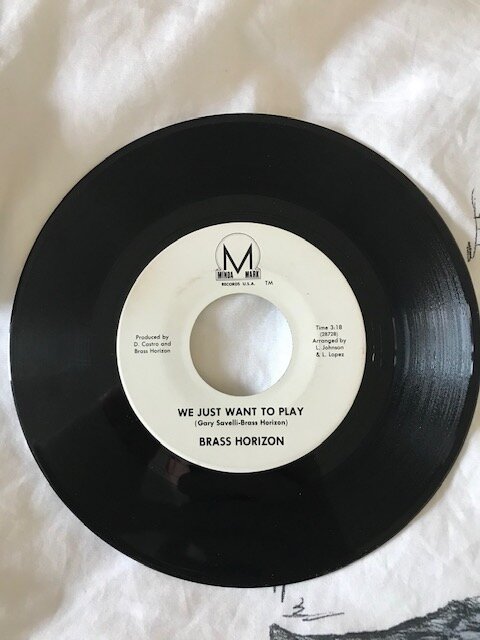 M
MINDA MARK
RECORDS U.S.A. TM
Produced by
D. Castro and
Brass Horizon
Time 3:18
(28728)
Arranged by
L. Johnson
& L. Lopez
WE JUST WANT TO PLAY
(Gary Savelli-Brass Horizon)
BRASS HORIZON